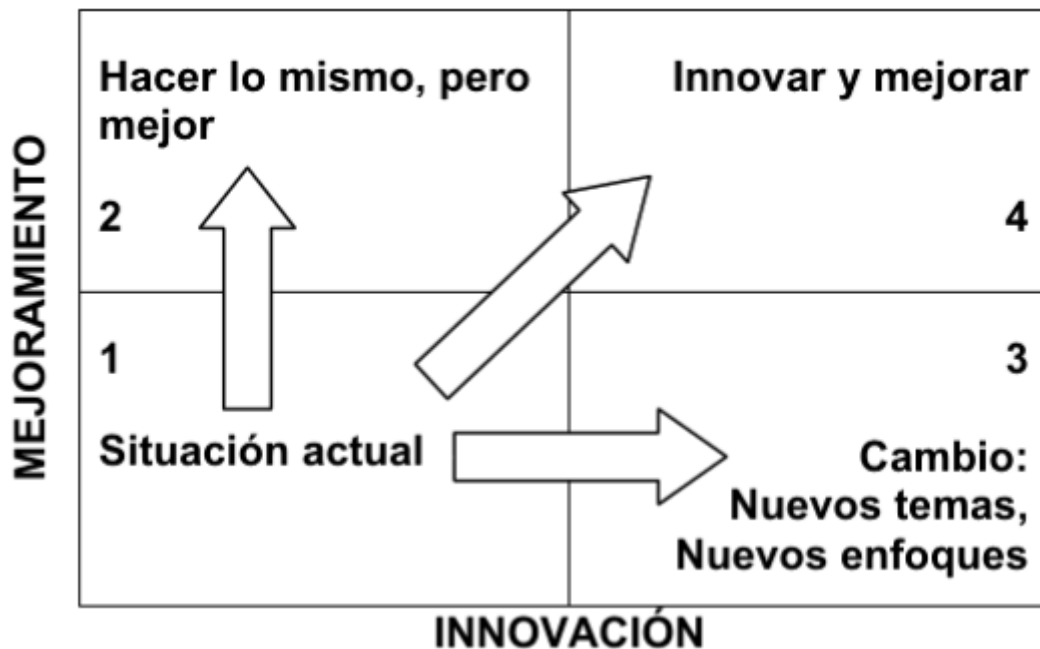 MEJORAMIENTO
Hacer lo mismo, pero
mejor
2
Innovar y mejorar
4
1
Situación actual
3
Cambio:
Nuevos temas,
Nuevos enfoques
INNOVACIÓN